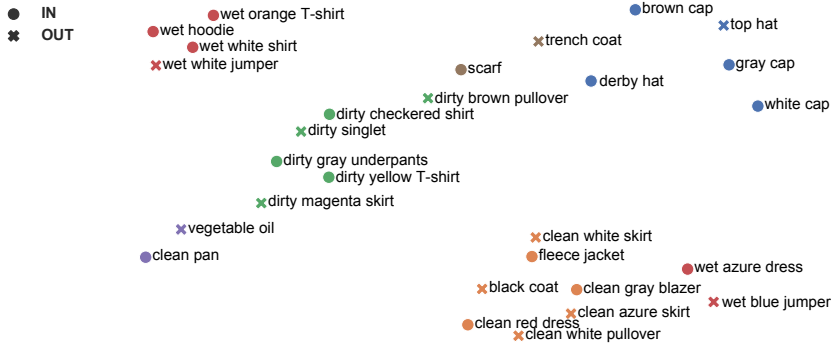 IN
OUT
wet orange T-shirt
wet hoodie
wet white shirt
wet white jumper
brown cap
top hat
trench coat
scarf
gray cap
derby hat
white cap
dirty brown pullover
dirty checkered shirt
dirty singlet
dirty gray underpants
dirty yellow T-shirt
dirty magenta skirt
vegetable oil
clean pan
clean white skirt
fleece jacket
wet azure dress
black coat
clean gray blazer
wet blue jumper
clean azure skirt
clean red dress
clean white pullover